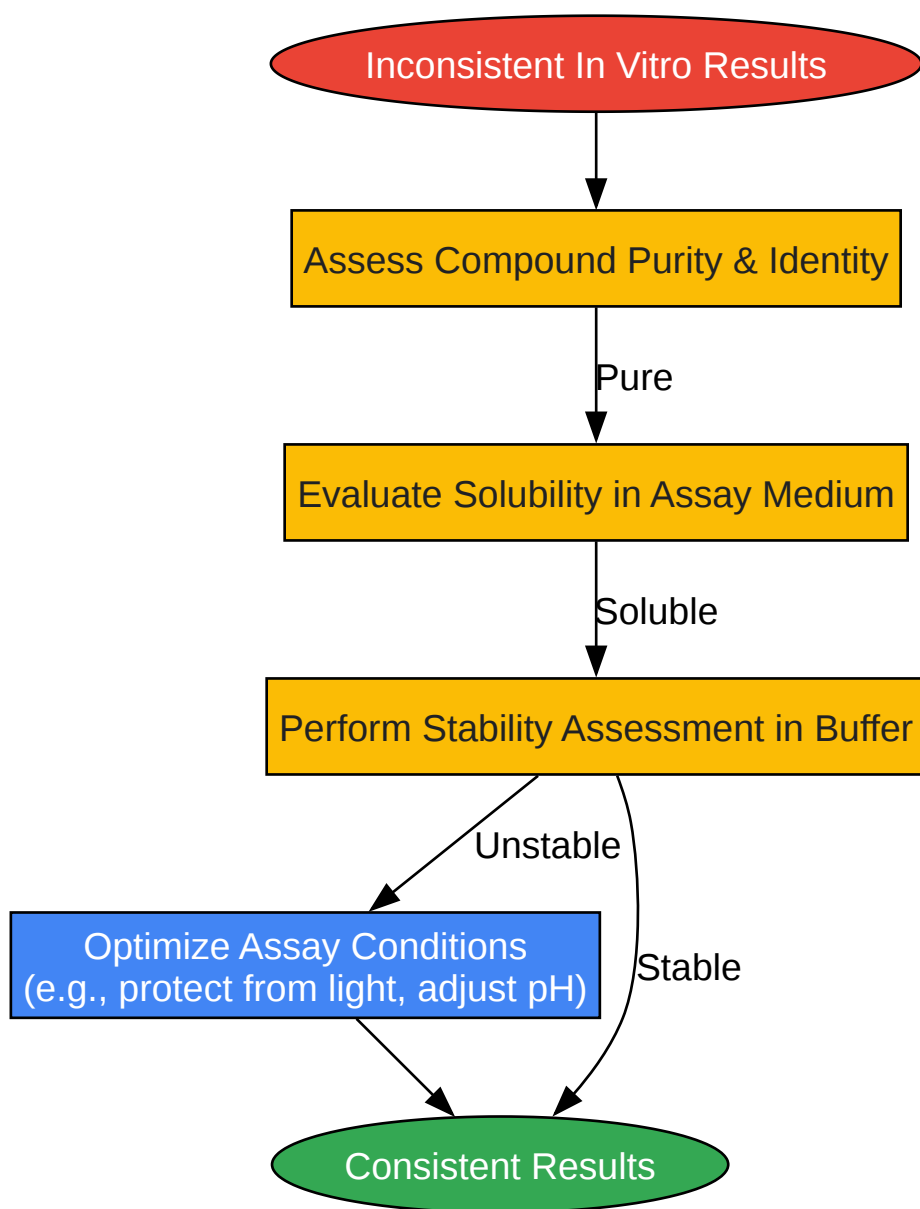 Inconsistent In Vitro Results
Assess Compound Purity & Identity
Pure
Evaluate Solubility in Assay Medium
Soluble
Perform Stability Assessment in Buffer
Unstable
Optimize Assay Conditions
(e.g., protect from light, adjust pH)
Stable
Consistent Results